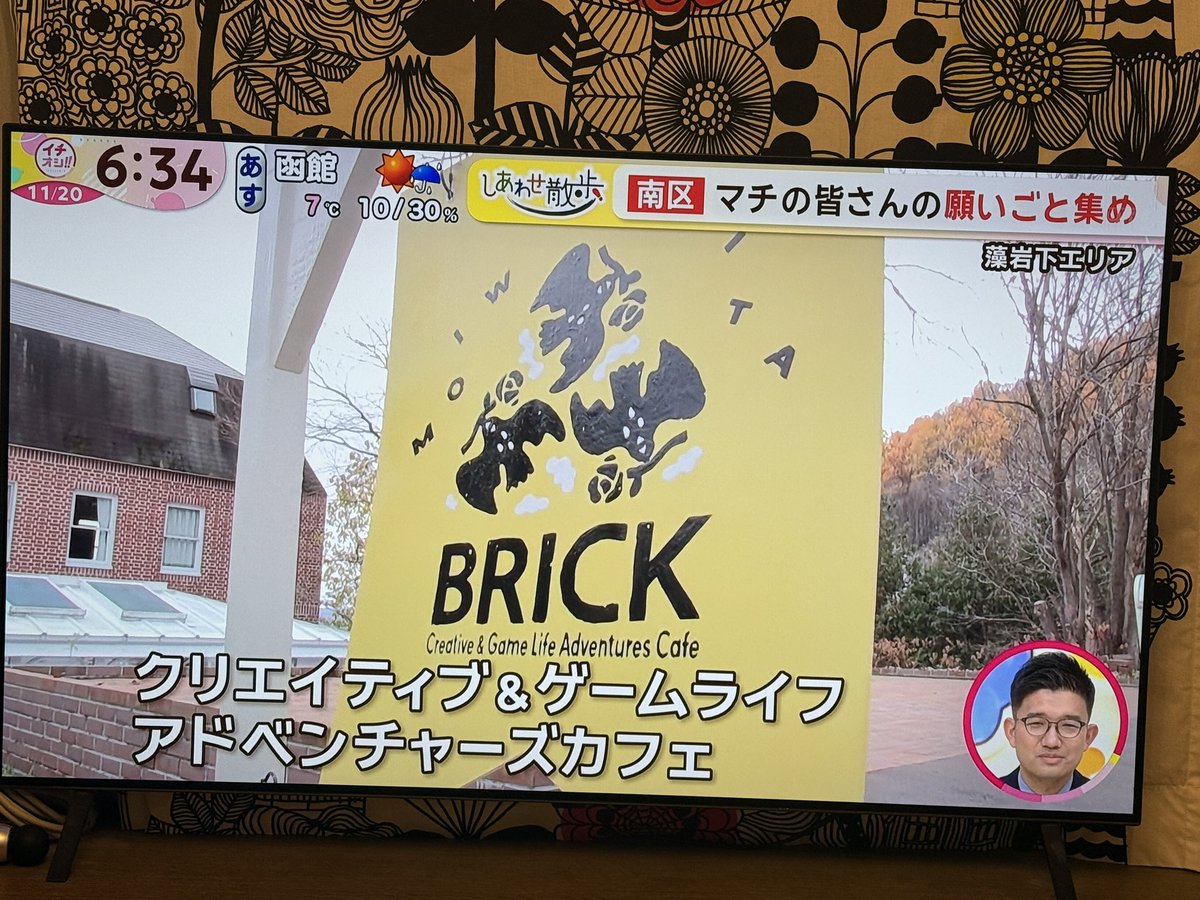 イチオシ!!
11/20
6:34
あす
函館
7℃
10/30%
しあわせ散歩
南区 マチの皆さんの願いごと集め
藻岩下エリア
MOIWA
SITA
BRICK
Creative & Game Life Adventures Cafe
クリエイティブ&ゲームライフ
アドベンチャーズカフェ